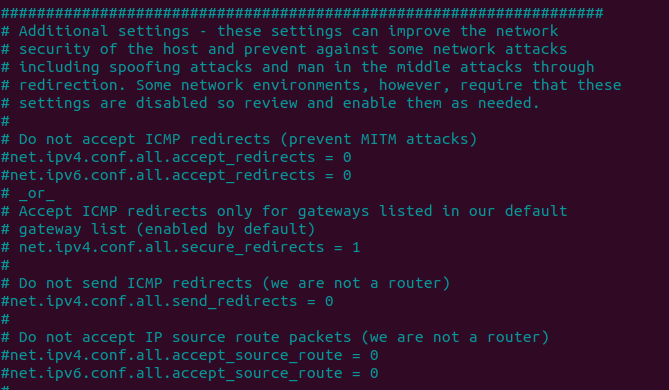 ###################################################################
# Additional settings - these settings can improve the network
# security of the host and prevent against some network attacks
# including spoofing attacks and man in the middle attacks through
# redirection. Some network environments, however, require that these
# settings are disabled so review and enable them as needed.
#
# Do not accept ICMP redirects (prevent MITM attacks)
#net.ipv4.conf.all.accept_redirects = 0
#net.ipv6.conf.all.accept_redirects = 0
# _or_
# Accept ICMP redirects only for gateways listed in our default
# gateway list (enabled by default)
# net.ipv4.conf.all.secure_redirects = 1
#
# Do not send ICMP redirects (we are not a router)
#net.ipv4.conf.all.send_redirects = 0
#
# Do not accept IP source route packets (we are not a router)
#net.ipv4.conf.all.accept_source_route = 0
#net.ipv6.conf.all.accept_source_route = 0
#